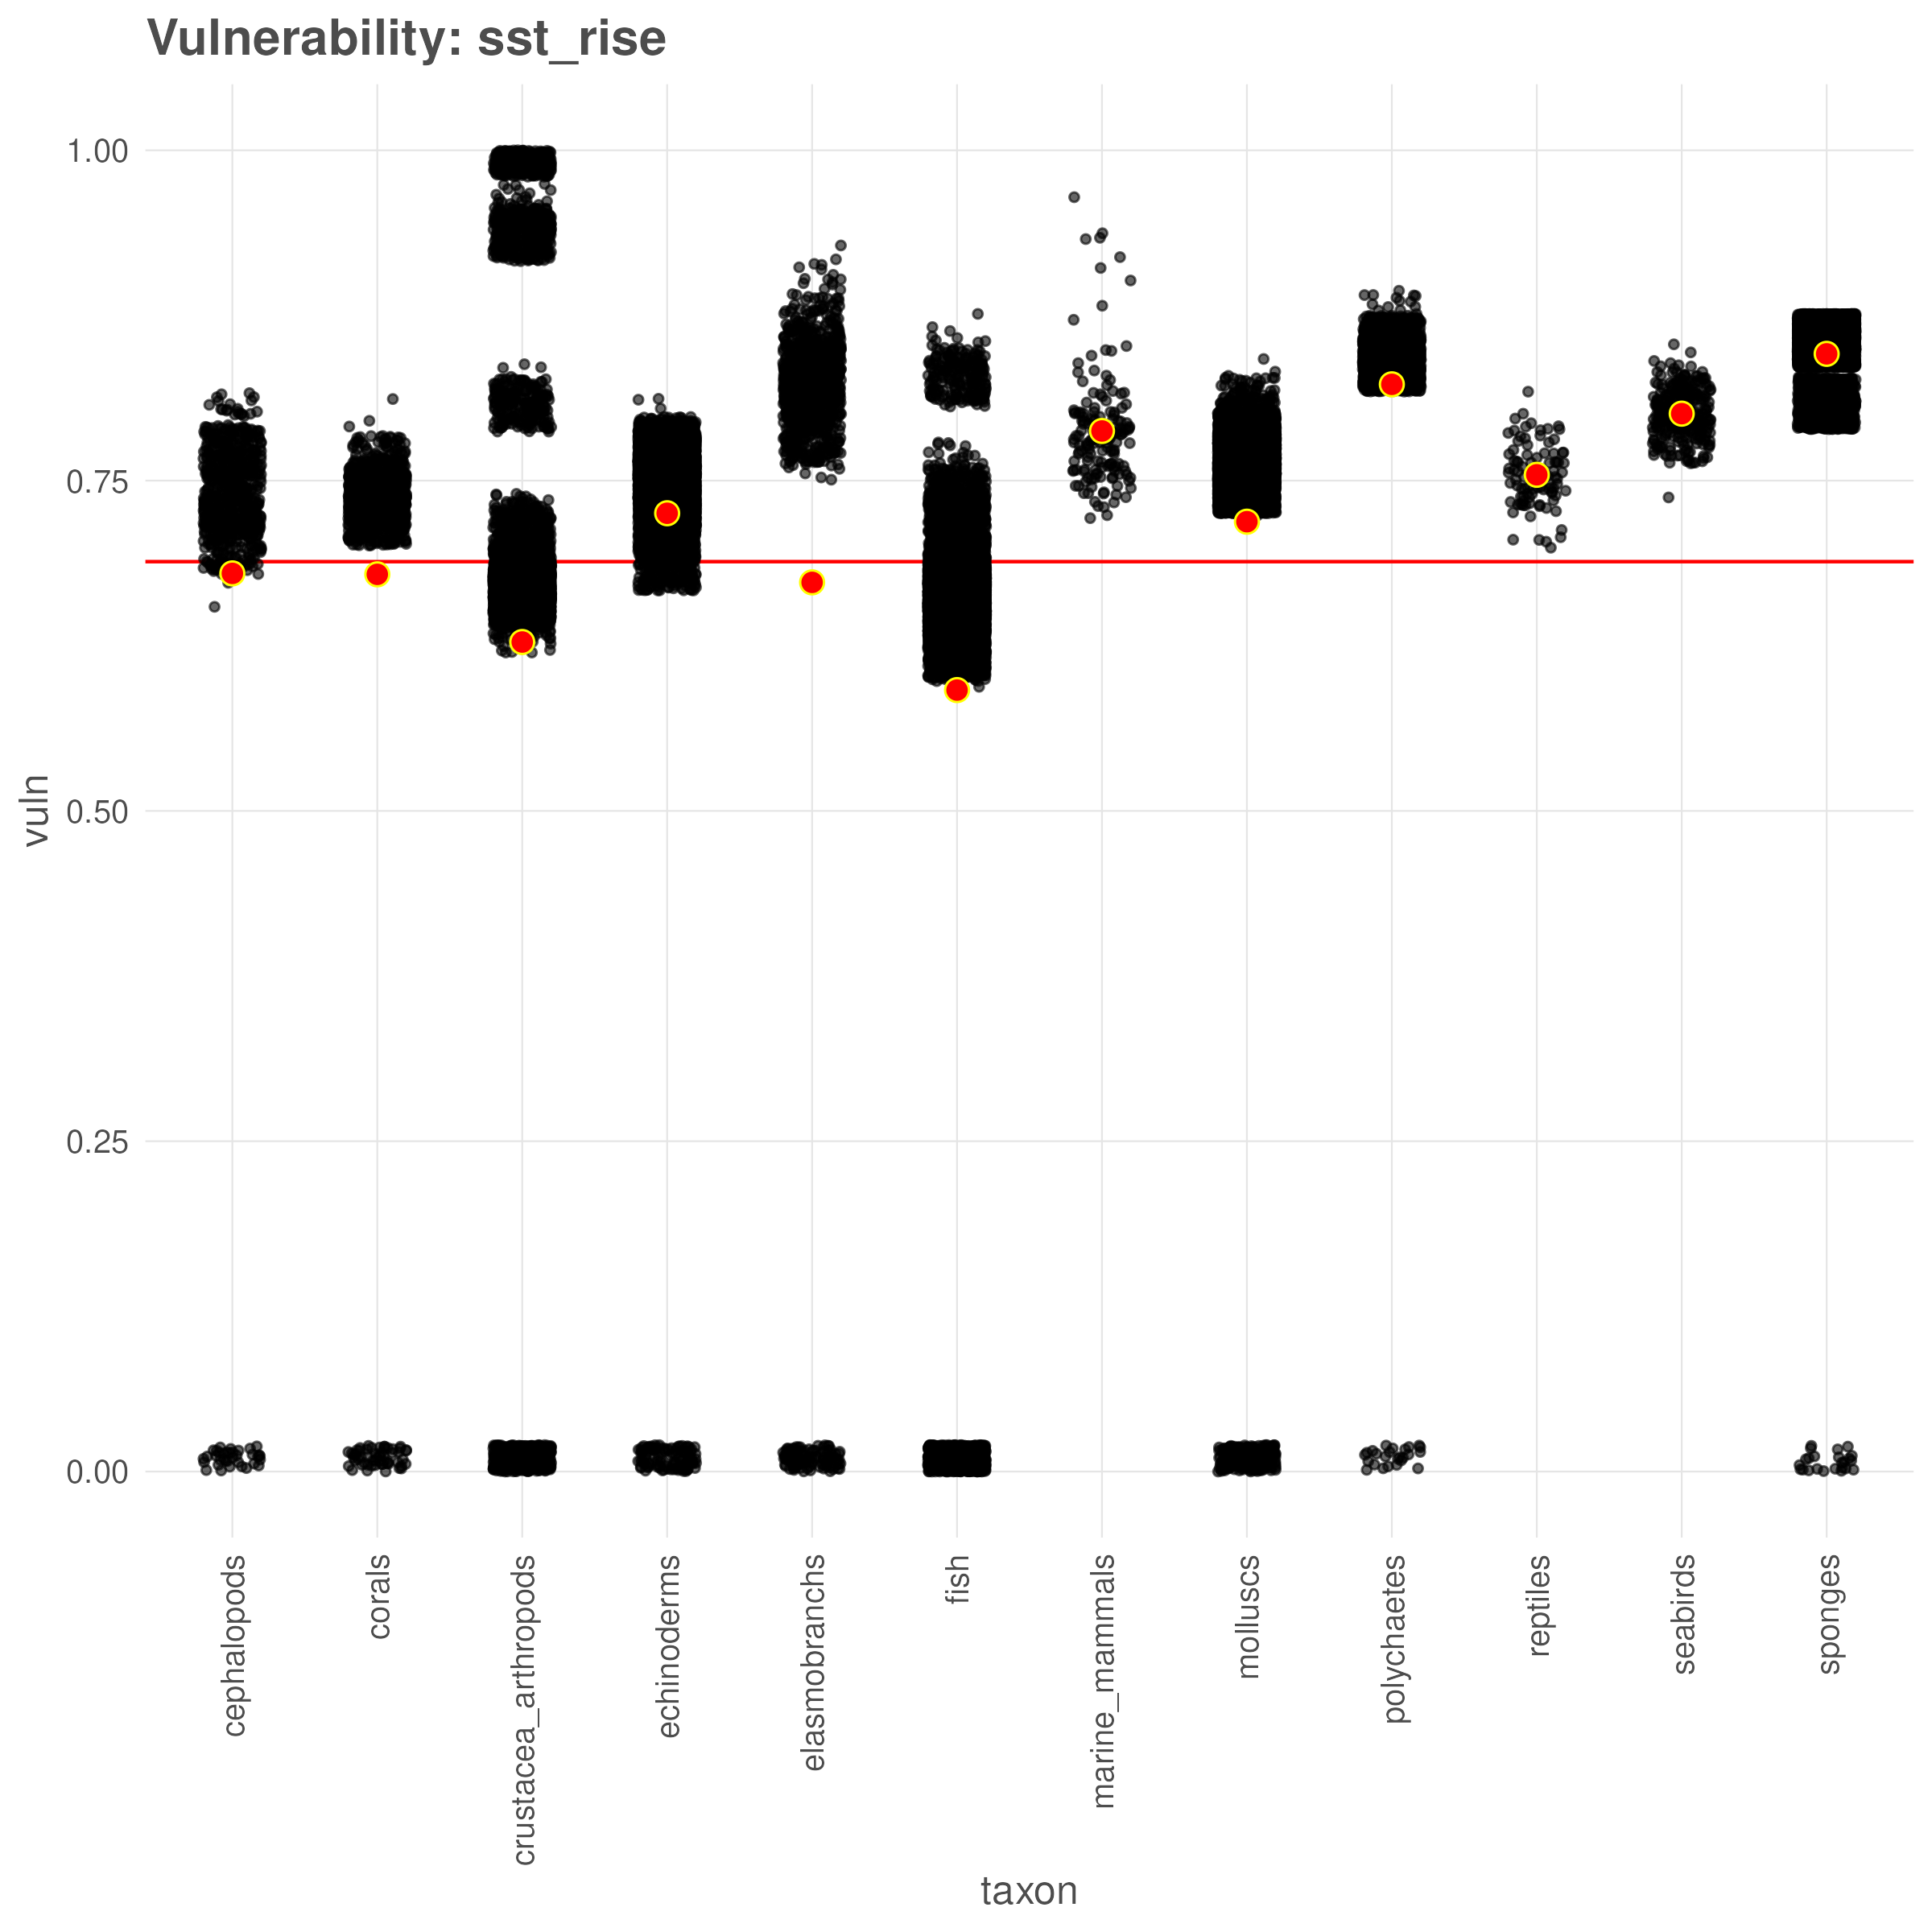 Vulnerability: sst_rise
vuln
1.00
0.75
0.50
0.25
0.00
cephalopods
corals
crustacea_arthropods
echinoderms
elasmobranchs
fish
marine_mammals
molluscs
polychaetes
reptiles
seabirds
sponges
taxon